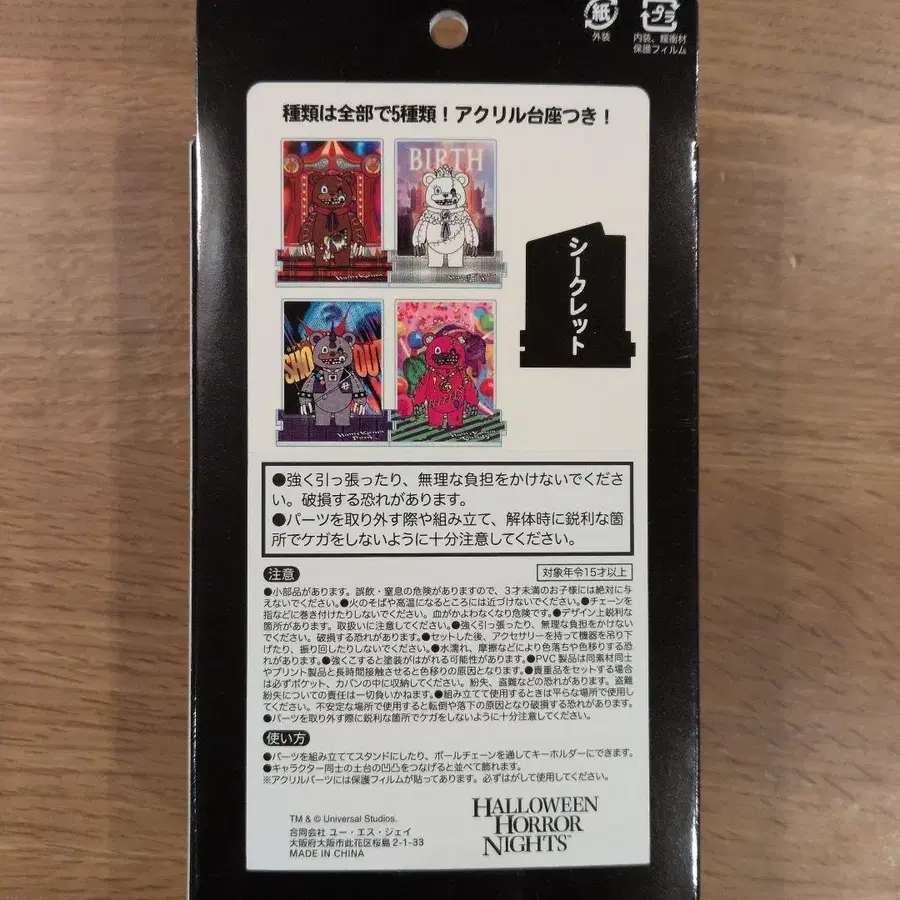 紙
外装
プラ
内装、緩衝材
保護フィルム
種類は全部で5種類！アクリル台座つき！
BIRTH
シークレット
SHO
OU
●強く引っ張ったり、無理な負担をかけないでくださ
い。破損する恐れがあります。
●パーツを取り外す際や組み立て、解体時に鋭利な箇
所でケガをしないように十分注意してください。
注意
対象年令15才以上
●小部品があります。誤飲・窒息の危険がありますので、3才未満のお子様には絶対に与
えないでください。●火のそばや高温になるところには近づけないでください。●チェーンを
指などに巻き付けたりしないでください。血がかよわなくなり危険です。●デザイン上鋭利な
箇所があります。取扱いに注意してください。●強く引っ張ったり、無理な負担をかけない
でください。破損する恐れがあります。●セットした後、アクセサリーを持って機器を吊り下
げたり、振り回したりしないでください。●水濡れ、摩擦などにより色落ちや色移りする恐
れがあります。●強くこすると塗装がはがれる可能性があります。●PVC 製品は同素材同士
やプリント製品と長時間接触させると色移りの原因となります。●貴重品をセットする場合
は必ずポケット、カバンの中に収納してください。紛失、盗難などの恐れがあります。盗難
紛失についての責任は一切負いかねます。●組み立てて使用するときは平らな場所で使用し
てください。不安定な場所で使用すると転倒や落下の原因となり破損する恐れがあります。
●パーツを取り外す際に鋭利な箇所でケガをしないように十分注意してください。
使い方
●パーツを組み立ててスタンドにしたり、ボールチェーンを通してキーホルダーにできます。
●キャラクター同士の土台の凹凸をつなげると並べて飾れます。
※アクリルパーツには保護フィルムが貼ってあります。必ずはがして使用してください。
TM & © Universal Studios.
合同会社 ユー・エス・ジェイ
大阪府大阪市此花区桜島 2-1-33
MADE IN CHINA
HALLOWEEN
HORROR
NIGHTS™